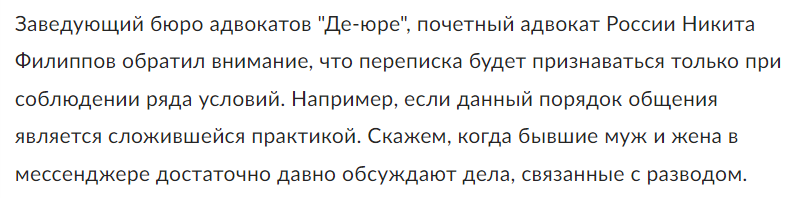 Заведующий бюро адвокатов "Де-юре", почетный адвокат России Никита
Филиппов обратил внимание, что переписка будет признаваться только при
соблюдении ряда условий. Например, если данный порядок общения
является сложившейся практикой. Скажем, когда бывшие муж и жена в
мессенджере достаточно давно обсуждают дела, связанные с разводом.